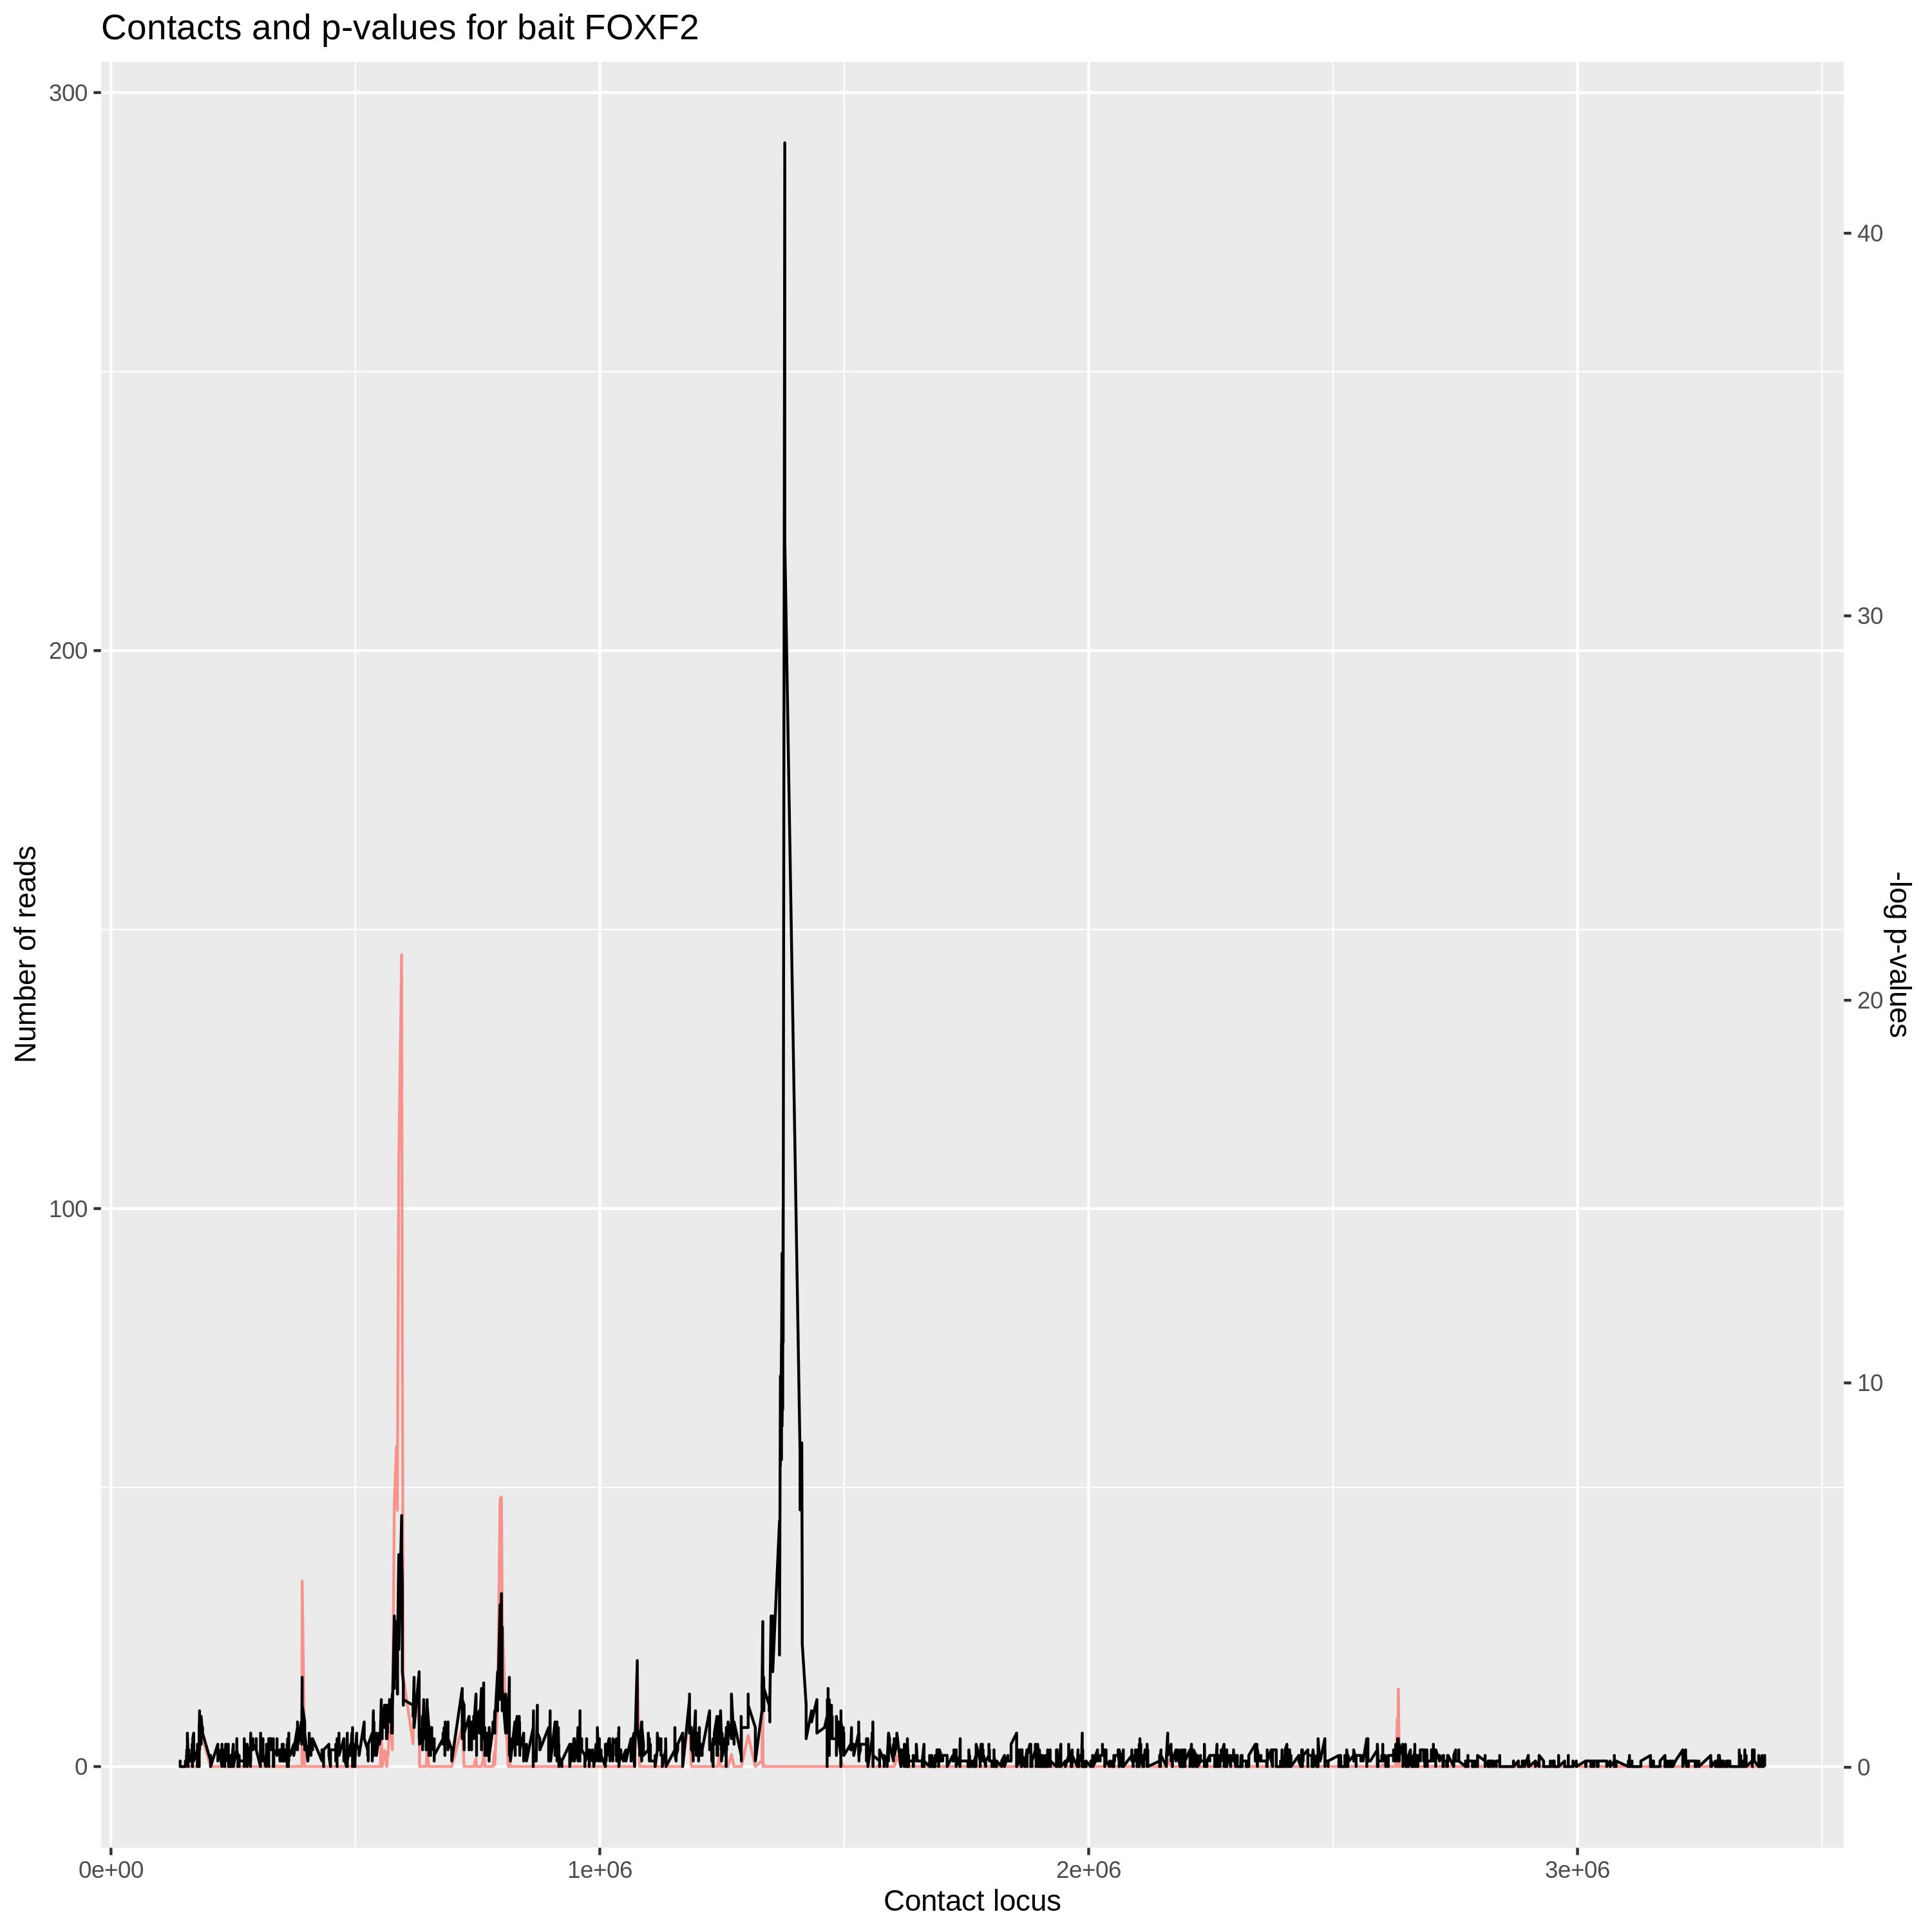 Contacts and p-values for bait FOXF2
300
200
100
0
Number of reads
40
30
20
10
0
-log p-values
0e+00
1e+06
2e+06
3e+06
Contact locus